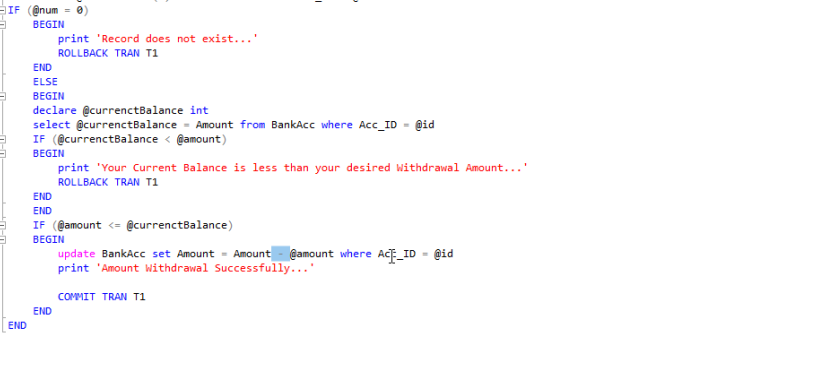 IF (@num = 0)
BEGIN
print 'Record does not exist...'
ROLLBACK TRAN T1
END
ELSE
BEGIN
declare @currenctBalance int
select @currenctBalance = Amount from BankAcc where Acc_ID = @id
IF (@currenctBalance < @amount)
BEGIN
print 'Your Current Balance is less than your desired Withdrawal Amount...'
ROLLBACK TRAN T1
END
END
IF (@amount <= @currenctBalance)
BEGIN
update BankAcc set Amount = Amount - @amount where Acc_ID = @id
print 'Amount Withdrawal Successfully...'
COMMIT TRAN T1
END
END